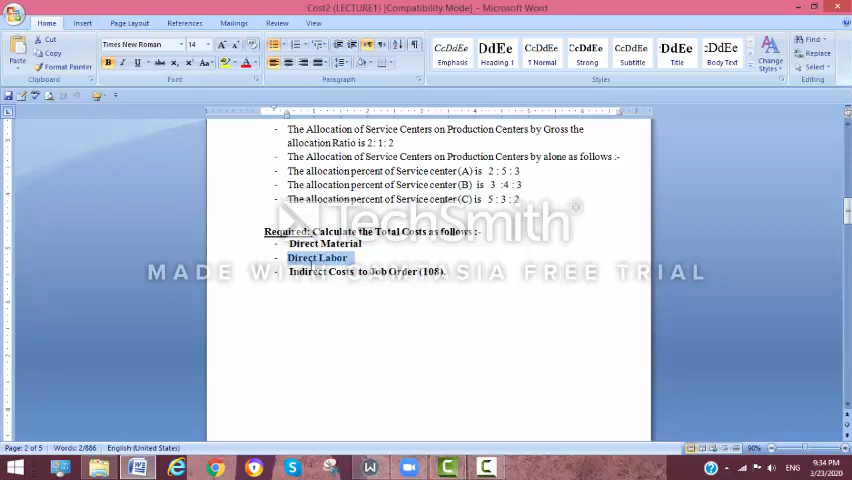 Cost2 (LECTURE1) [Compatibility Mode] - Microsoft Word
Home Insert Page Layout References Mailings Review View
Paste
Cut
Copy
Format Painter
Clipboard
Times New Roman 14
Font
Paragraph
AaBbCcDc Emphasis
Heading 1
¶ Normal
Strong
Subtitle
Title
Body Text
Change Styles
Styles
Find
Replace
Select
Editing
- The Allocation of Service Centers on Production Centers by Gross the
allocation Ratio is 2: 1: 2
- The Allocation of Service Centers on Production Centers by alone as follows :-
- The allocation percent of Service center (A) is 2 : 5 : 3
- The allocation percent of Service center (B) is 3 :4 : 3
- The allocation percent of Service center (C) is 5 : 3 : 2
TechSmith®
Required: Calculate the Total Costs as follows :-
- Direct Material
- Direct Labor
MADE WITH CAMTASIA FREE TRIAL
- Indirect Costs to Job Order (108).
Page: 2 of 5 Words: 2/886 English (United States) 90%
ENG
9:34 PM
3/23/2020